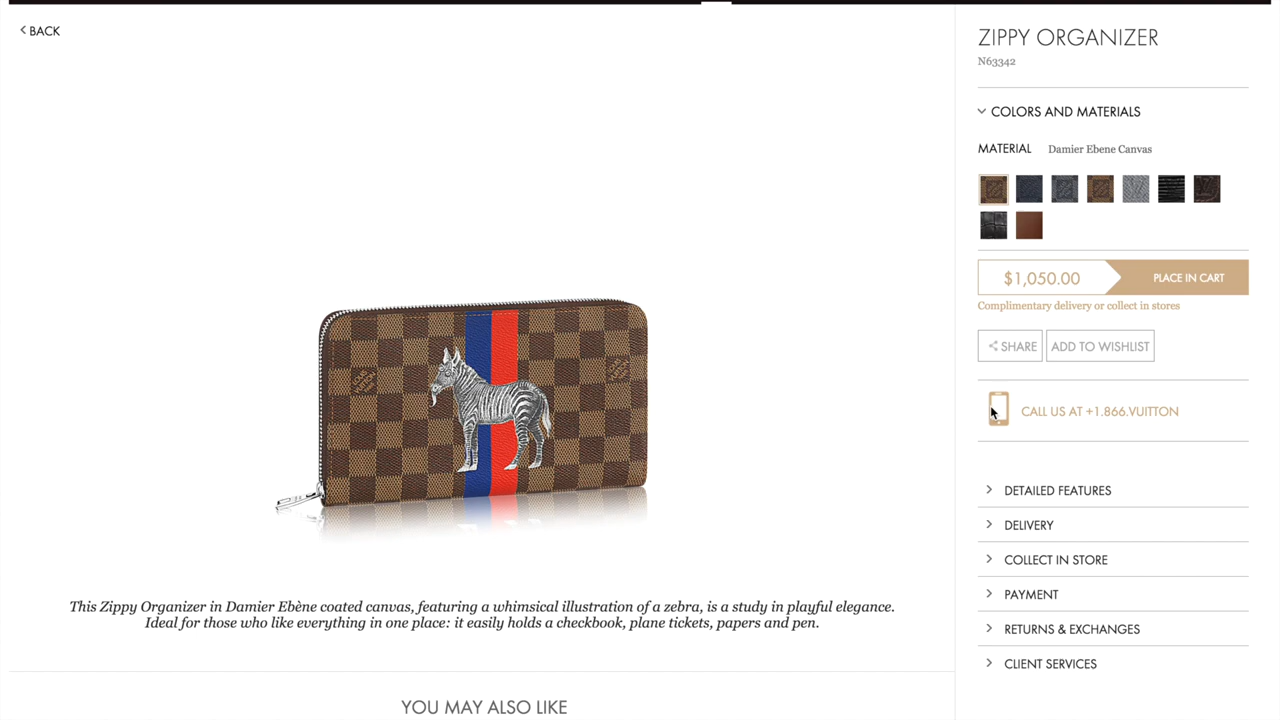 BACK
ZIPPY ORGANIZER
N63342
COLORS AND MATERIALS
MATERIAL Damier Ebene Canvas
$1,050.00 PLACE IN CART
Complimentary delivery or collect in stores
SHARE ADD TO WISHLIST
CALL US AT +1.866.VUITTON
DETAILED FEATURES
DELIVERY
COLLECT IN STORE
PAYMENT
RETURNS & EXCHANGES
CLIENT SERVICES
LOUIS VUITTON
This Zippy Organizer in Damier Ebène coated canvas, featuring a whimsical illustration of a zebra, is a study in playful elegance.
Ideal for those who like everything in one place: it easily holds a checkbook, plane tickets, papers and pen.
YOU MAY ALSO LIKE